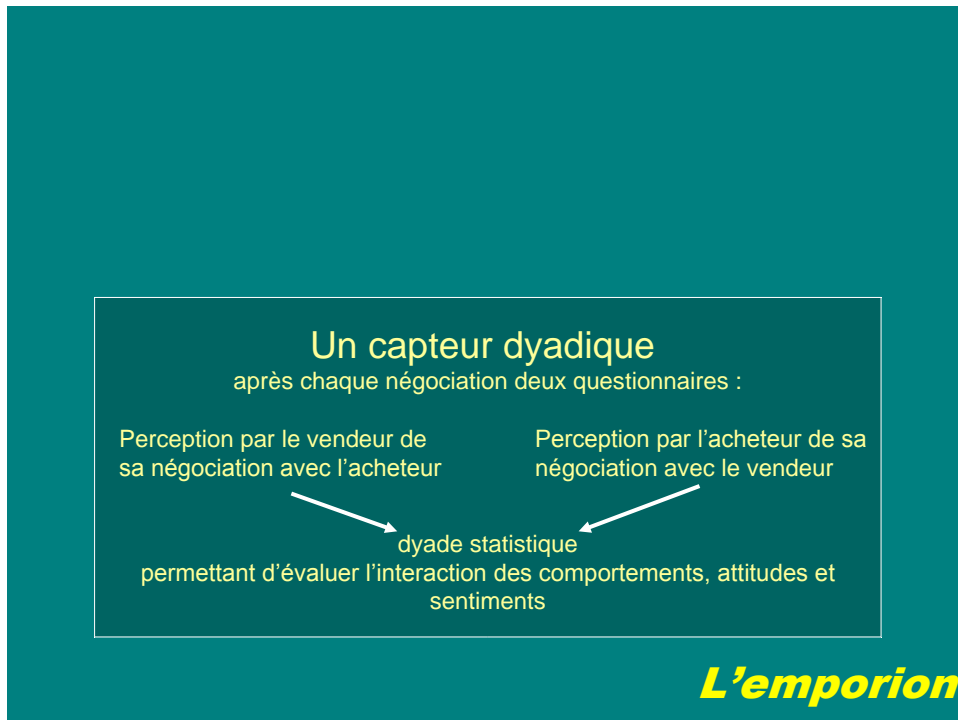 Un capteur dyadique
après chaque négociation deux questionnaires :
Perception par le vendeur de
sa négociation avec l’acheteur
Perception par l’acheteur de sa
négociation avec le vendeur
dyade statistique
permettant d’évaluer l’interaction des comportements, attitudes et
sentiments
L’emporion